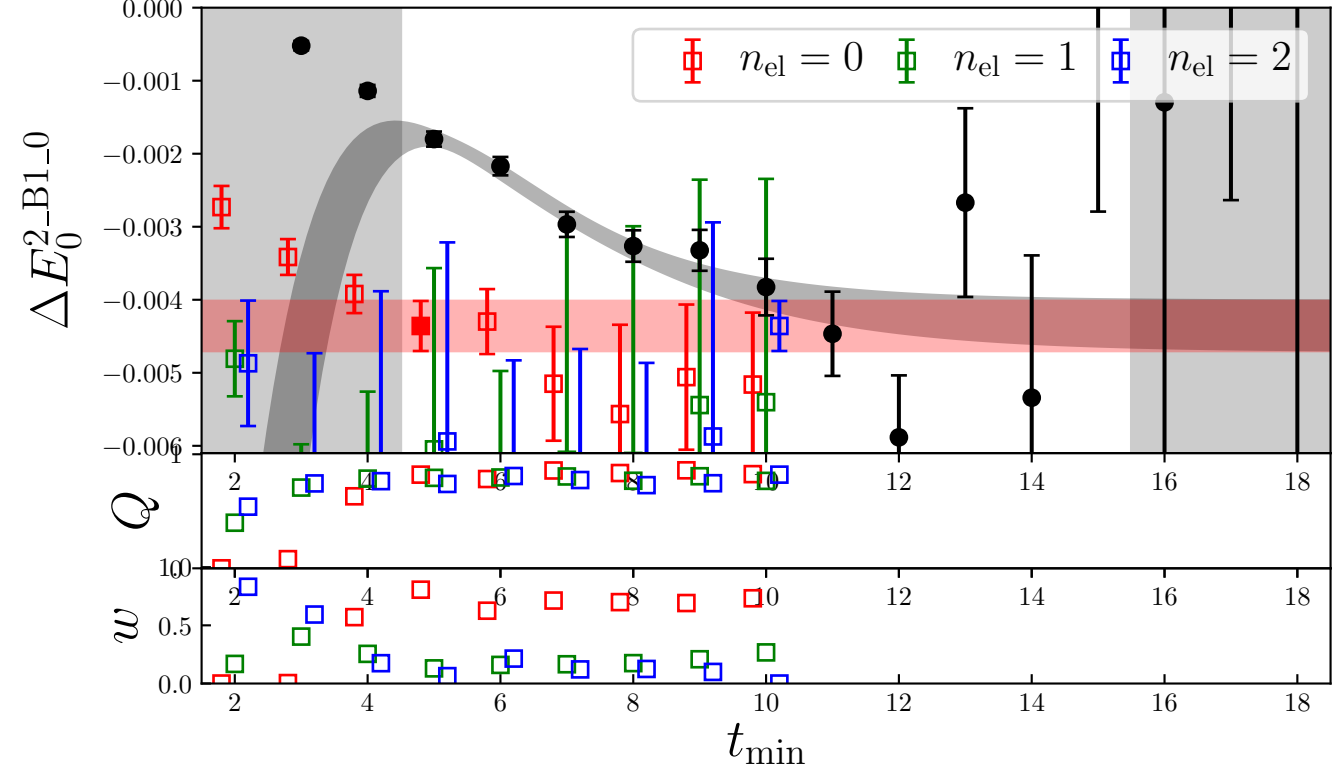 0.000
n_el = 0 n_el = 1 n_el = 2
−0.001
−0.002
−0.003
−0.004
−0.005
−0.006
ΔE_0^{2_B1_0}
1
2 4 6 8 10 12 14 16 18
Q
0
1.0
2 4 6 8 10 12 14 16 18
0.5
w
0.0
2 4 6 8 10 12 14 16 18
t_min